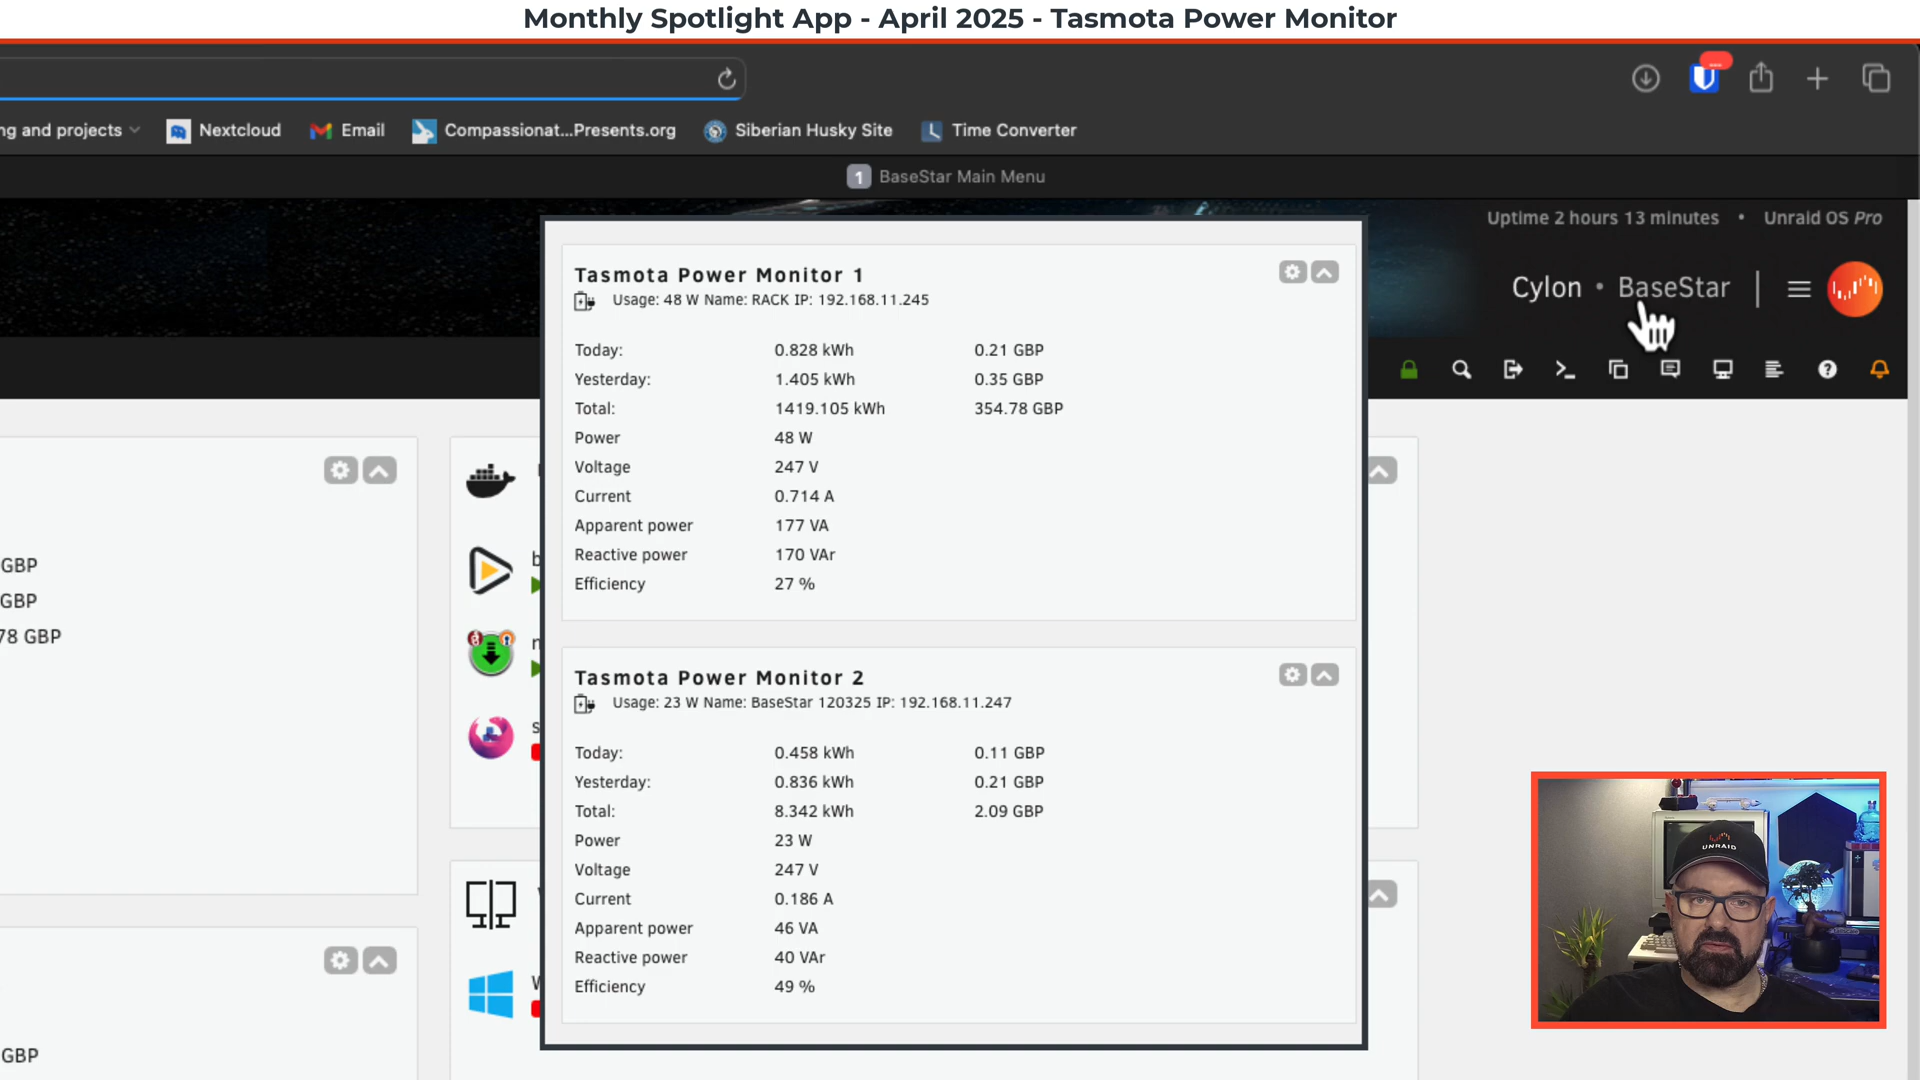 Monthly Spotlight App - April 2025 - Tasmota Power Monitor
ng and projects
Nextcloud
Email
Compassionat...Presents.org
Siberian Husky Site
Time Converter
1 BaseStar Main Menu
Uptime 2 hours 13 minutes • Unraid OS Pro
Cylon • BaseStar
Tasmota Power Monitor 1
Usage: 48 W Name: RACK IP: 192.168.11.245
Today: 0.828 kWh 0.21 GBP
Yesterday: 1.405 kWh 0.35 GBP
Total: 1419.105 kWh 354.78 GBP
Power 48 W
Voltage 247 V
Current 0.714 A
Apparent power 177 VA
Reactive power 170 VAr
Efficiency 27 %
Tasmota Power Monitor 2
Usage: 23 W Name: BaseStar 120325 IP: 192.168.11.247
Today: 0.458 kWh 0.11 GBP
Yesterday: 0.836 kWh 0.21 GBP
Total: 8.342 kWh 2.09 GBP
Power 23 W
Voltage 247 V
Current 0.186 A
Apparent power 46 VA
Reactive power 40 VAr
Efficiency 49 %
GBP
GBP
78 GBP
GBP
UNRAID